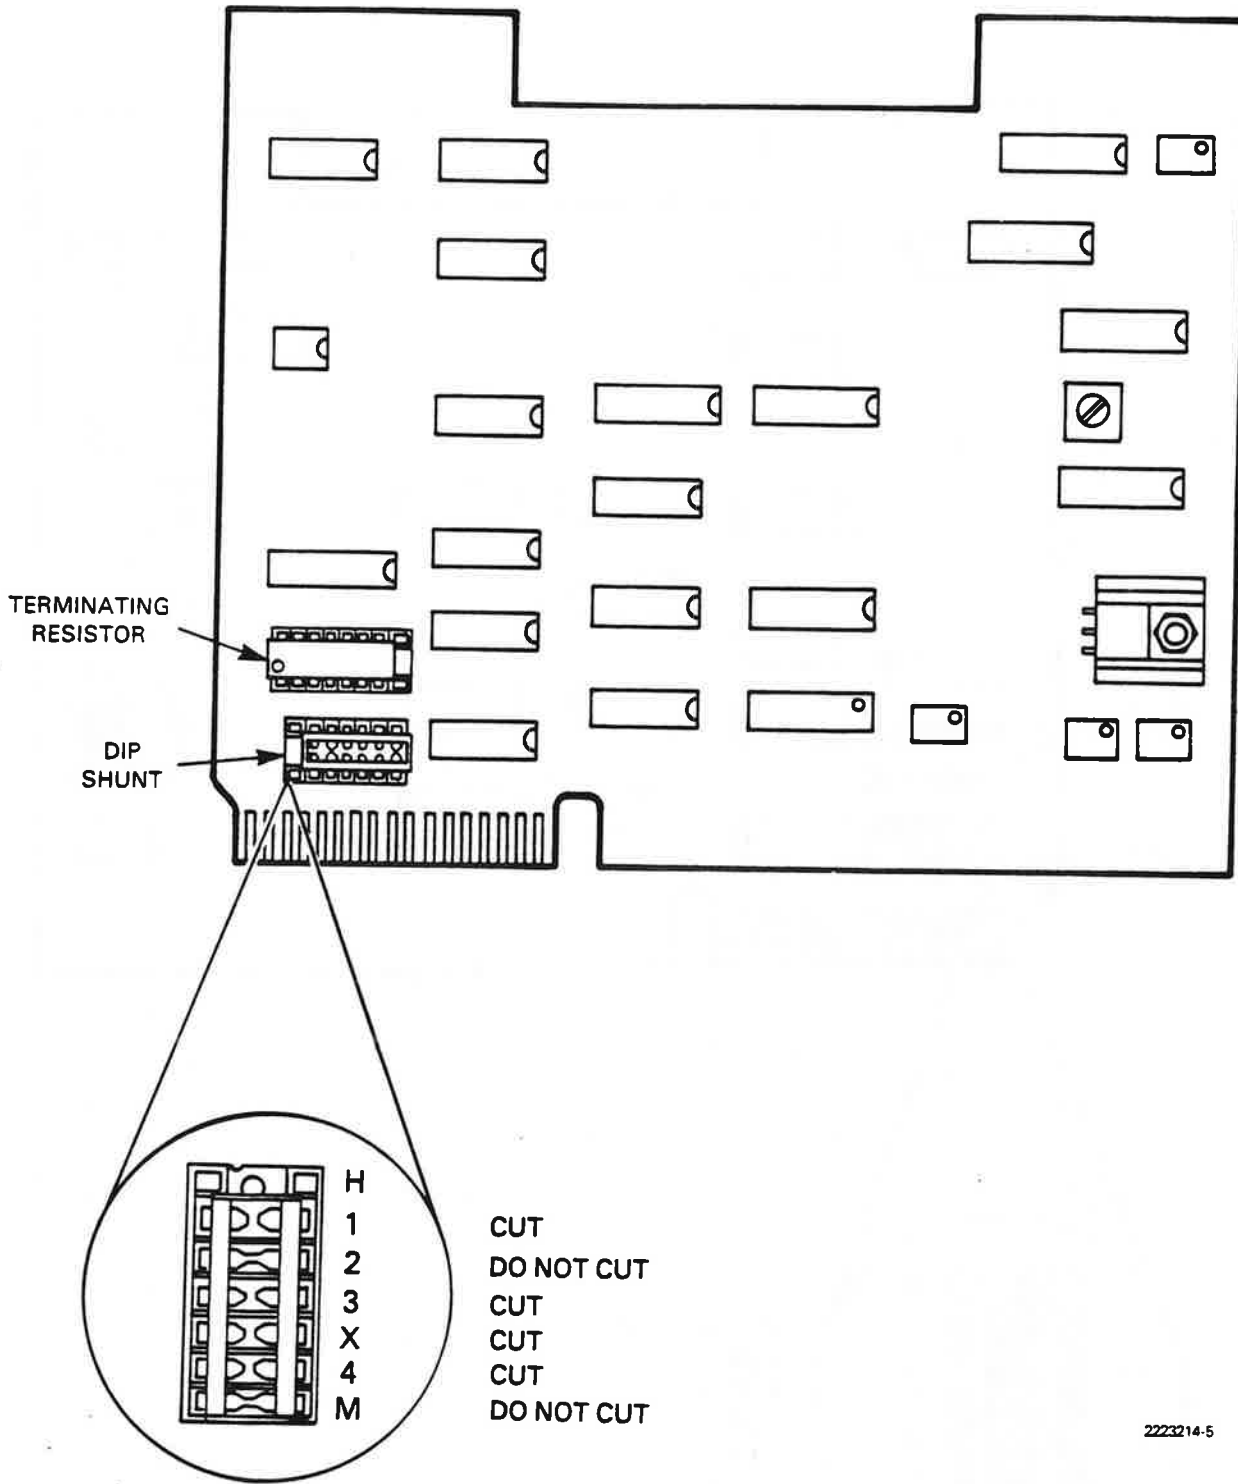 TERMINATING
RESISTOR
DIP
SHUNT
H
1 CUT
2 DO NOT CUT
3 CUT
X CUT
4 CUT
M DO NOT CUT
2223214-5